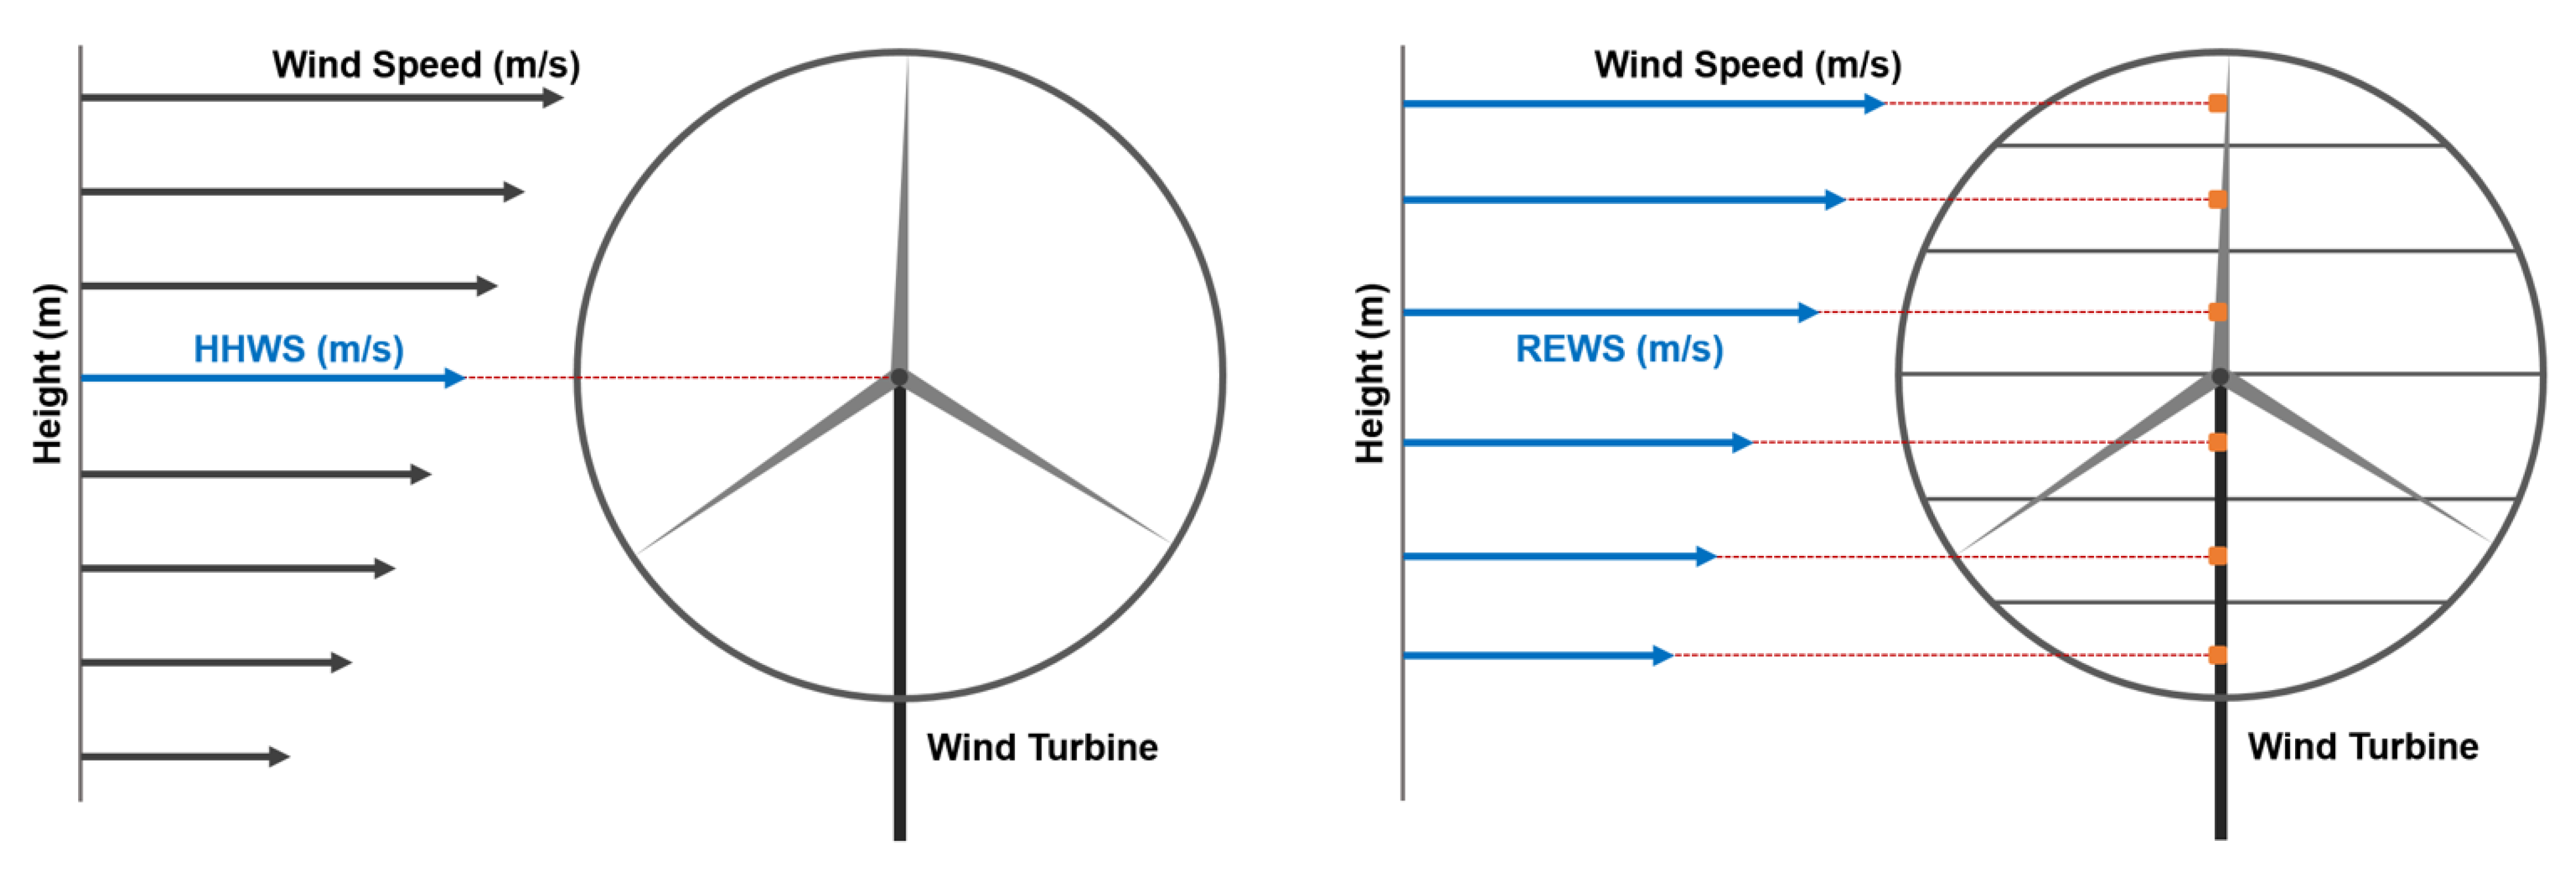 Wind Speed (m/s)
HHWS (m/s)
Height (m)
Wind Turbine
Wind Speed (m/s)
REWS (m/s)
Height (m)
Wind Turbine